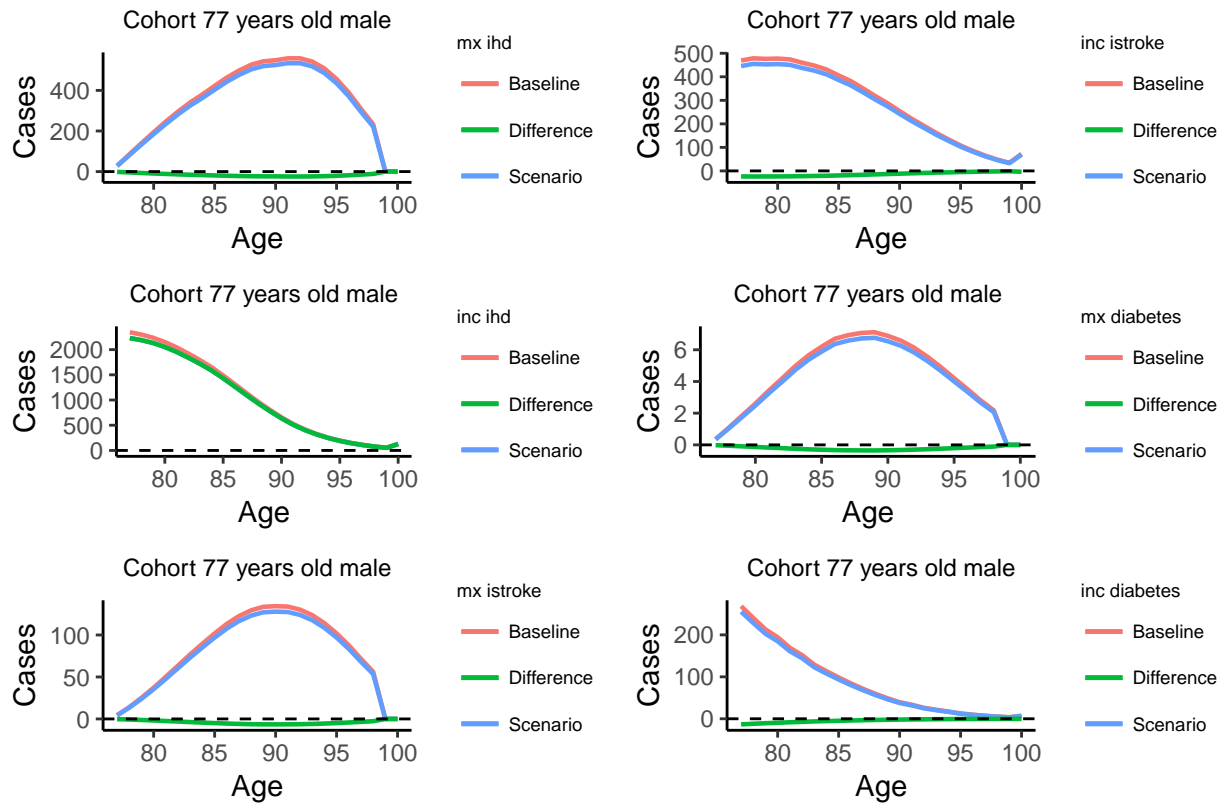 Cohort 77 years old male
mx ihd
Cases
400
200
0
80 85 90 95 100
Age
Baseline
Difference
Scenario
Cohort 77 years old male
inc istroke
Cases
500
400
300
200
100
0
80 85 90 95 100
Age
Baseline
Difference
Scenario
Cohort 77 years old male
inc ihd
Cases
2000
1500
1000
500
0
80 85 90 95 100
Age
Baseline
Difference
Scenario
Cohort 77 years old male
mx diabetes
Cases
6
4
2
0
80 85 90 95 100
Age
Baseline
Difference
Scenario
Cohort 77 years old male
mx istroke
Cases
100
50
0
80 85 90 95 100
Age
Baseline
Difference
Scenario
Cohort 77 years old male
inc diabetes
Cases
200
100
0
80 85 90 95 100
Age
Baseline
Difference
Scenario